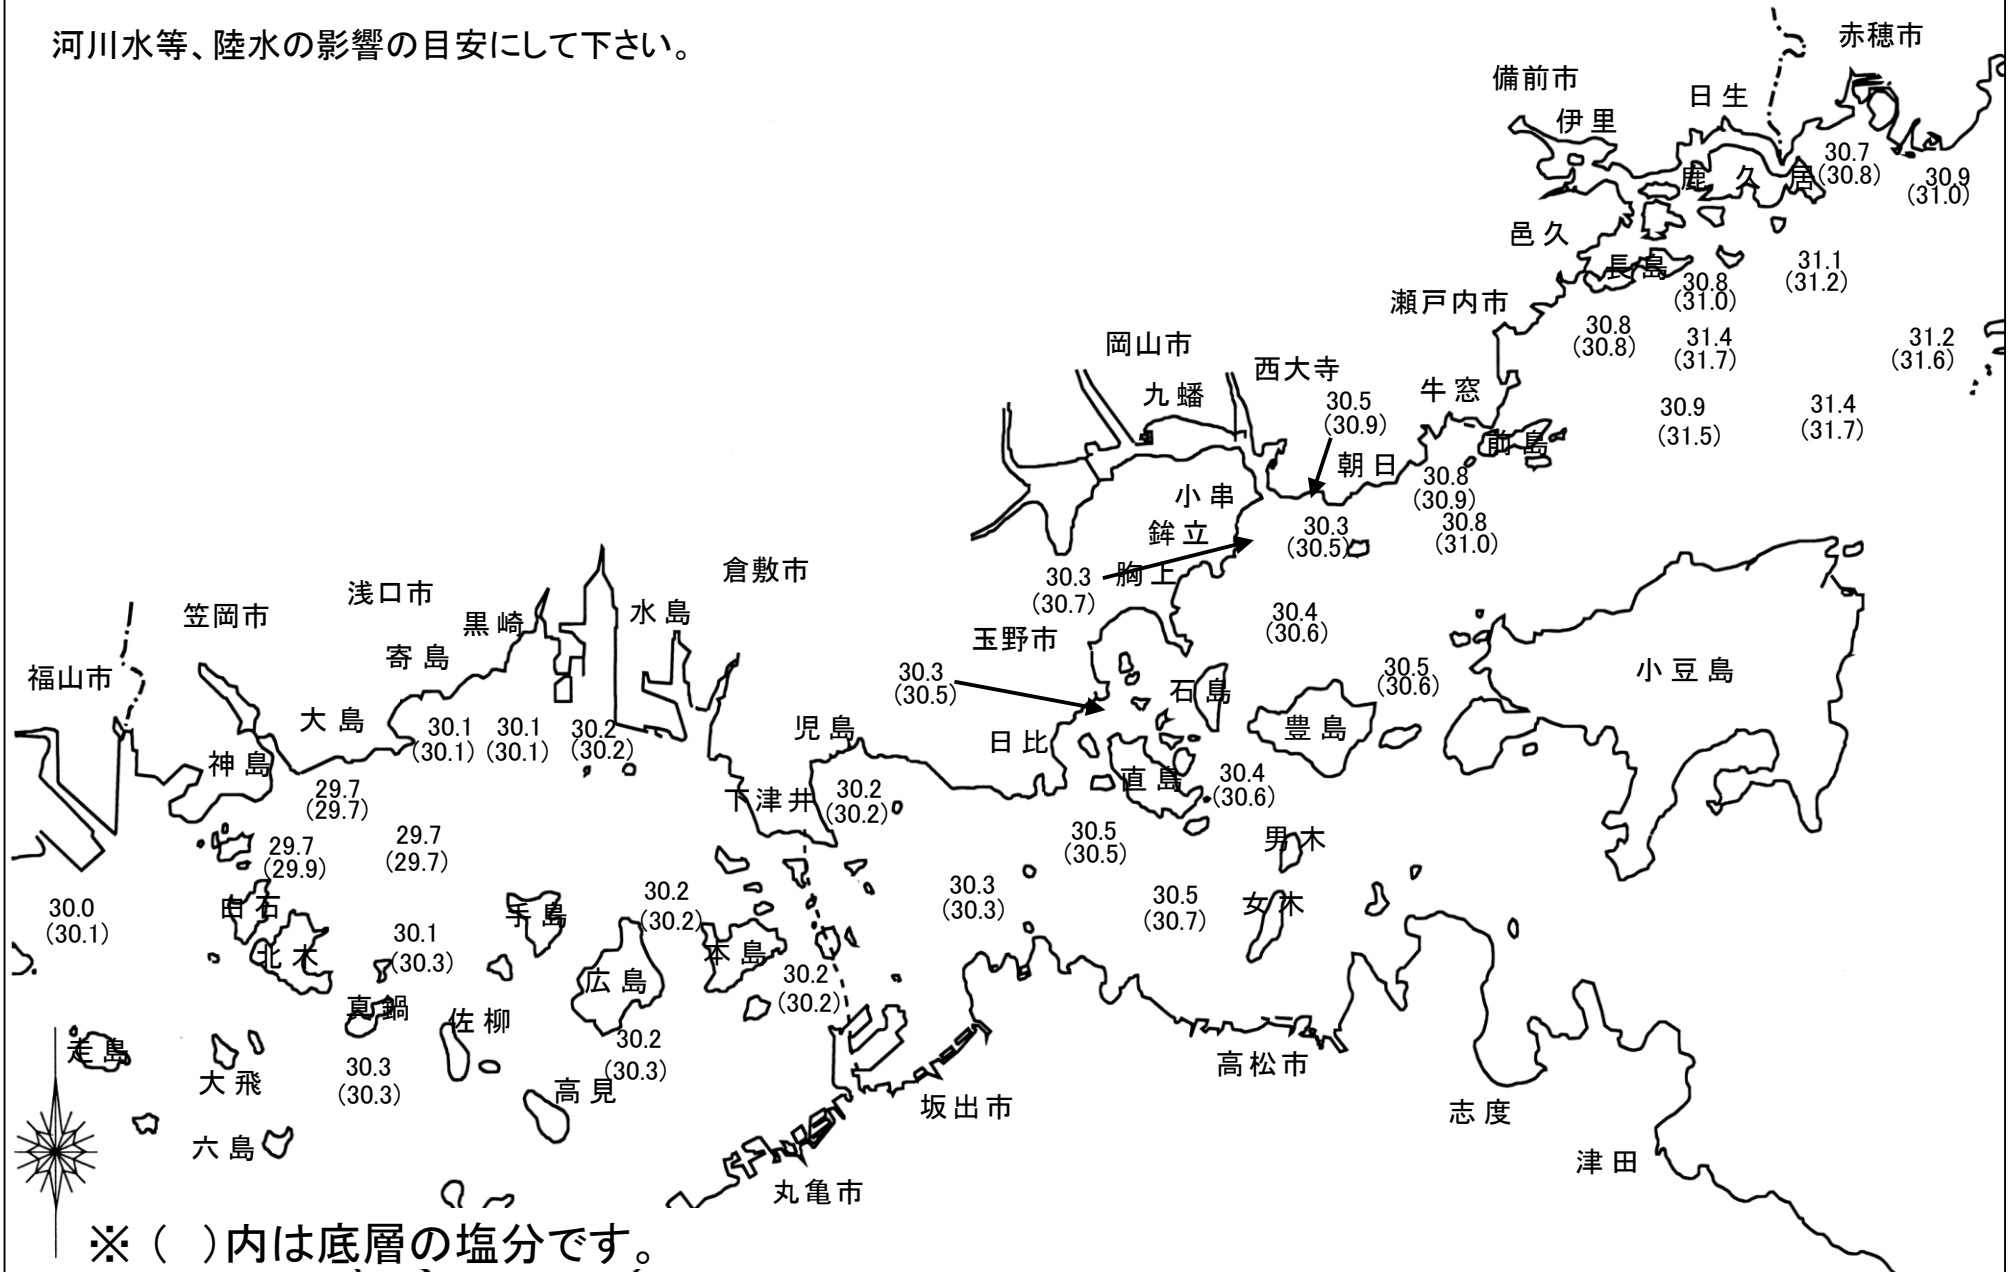 河川水等、陸水の影響の目安にして下さい。
赤穂市
備前市
日生
伊里
30.7
(30.8)
鹿久居
30.9
(31.0)
邑久
長島
31.1
(31.2)
30.8
(31.0)
瀬戸内市
30.8
(30.8)
31.4
(31.7)
31.2
(31.6)
岡山市
西大寺
九蟠
牛窓
30.5
(30.9)
30.9
(31.5)
31.4
(31.7)
前島
朝日
30.8
(30.9)
小串
30.8
(31.0)
30.3
(30.5)
鉾立
胸上
30.3
(30.7)
倉敷市
浅口市
笠岡市
黒崎
水島
玉野市
30.4
(30.6)
寄島
福山市
30.3
(30.5)
石島
30.5
(30.6)
小豆島
大島
30.1
(30.1)
30.1
(30.1)
30.2
(30.2)
児島
日比
豊島
神島
直島
30.4
(30.6)
29.7
(29.7)
下津井
30.2
(30.2)
29.7
(29.9)
29.7
(29.7)
30.5
(30.5)
男木
30.0
(30.1)
白石
手島
30.2
(30.2)
30.3
(30.3)
30.5
(30.7)
女木
北木
30.1
(30.3)
本島
広島
30.2
(30.2)
真鍋
佐柳
走島
30.2
(30.3)
大飛
30.3
(30.3)
高見
高松市
坂出市
志度
六島
津田
丸亀市
※（　）内は底層の塩分です。